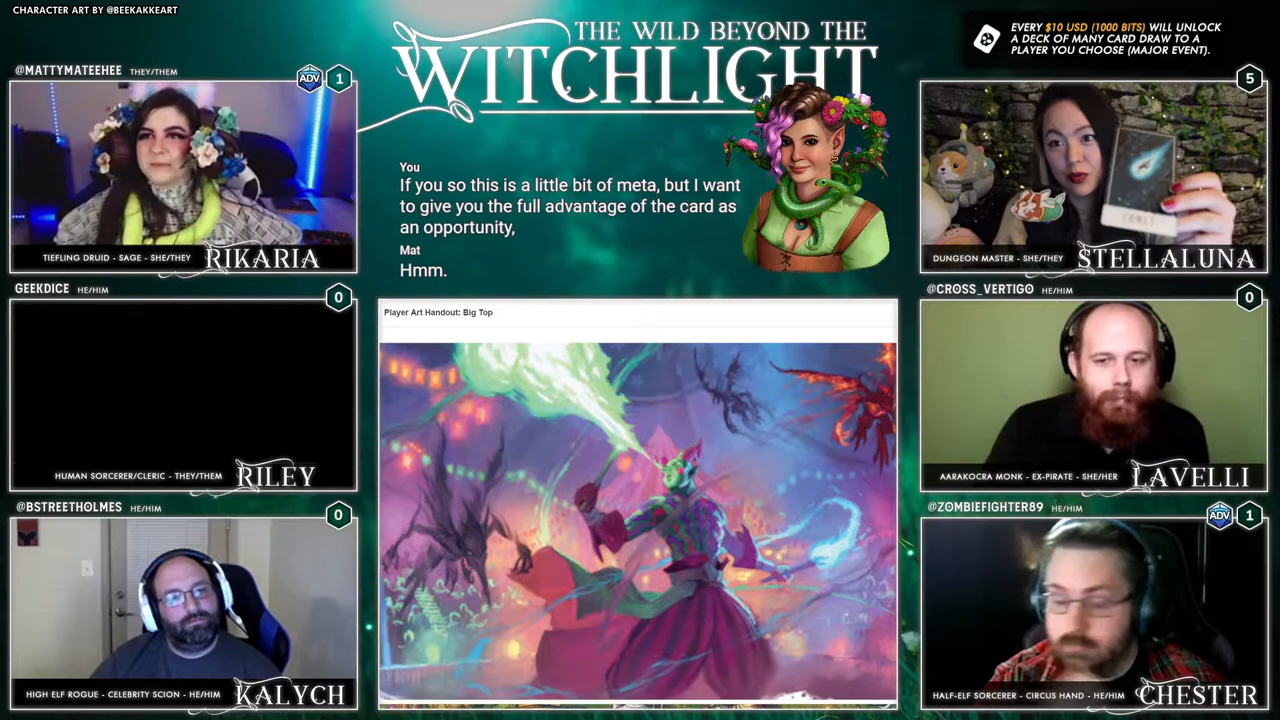 CHARACTER ART BY @BEEKAKKEART
THE WILD BEYOND THE
WITCHLIGHT
EVERY $10 USD (1000 BITS) WILL UNLOCK
A DECK OF MANY CARD DRAW TO A
PLAYER YOU CHOOSE (MAJOR EVENT).
@MATTYMATEEHEE THEY/THEM
ADV 1
TIEFLING DRUID - SAGE - SHE/THEY RIKARIA
You
If you so this is a little bit of meta, but I want
to give you the full advantage of the card as
an opportunity,
Mat
Hmm.
5
COMET
DUNGEON MASTER - SHE/THEY STELLALUNA
GEEKDICE HE/HIM
0
HUMAN SORCERER/CLERIC - THEY/THEM RILEY
Player Art Handout: Big Top
@CROSS_VERTIGO HE/HIM
0
AARAKOCRA MONK - EX-PIRATE - SHE/HER LAVELLI
@BSTREETHOLMES HE/HIM
0
HIGH ELF ROGUE - CELEBRITY SCION - HE/HIM KALYCH
@ZOMBIEFIGHTER89 HE/HIM
ADV 1
HALF-ELF SORCERER - CIRCUS HAND - HE/HIM CHESTER